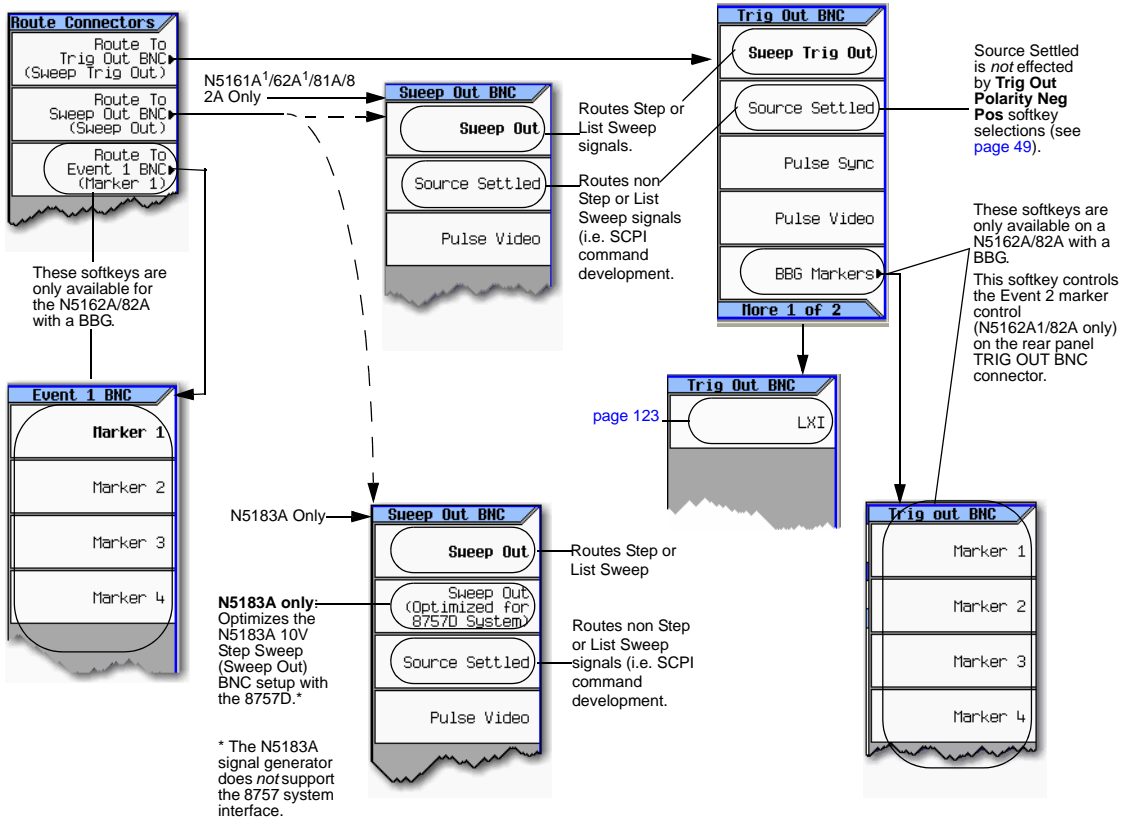 Route Connectors
Route To
Trig Out BNC
(Sweep Trig Out)
Route To
Sweep Out BNC
(Sweep Out)
Route To
Event 1 BNC
(Marker 1)
These softkeys are
only available for
the N5162A/82A
with a BBG.
Event 1 BNC
Marker 1
Marker 2
Marker 3
Marker 4
N5161A1/62A1/81A/8
2A Only
Sweep Out BNC
Sweep Out
Source Settled
Pulse Video
Routes Step or
List Sweep
signals.
Routes non
Step or List
Sweep signals
(i.e. SCPI
command
development.
Trig Out BNC
Sweep Trig Out
Source Settled
Pulse Sync
Pulse Video
BBG Markers
More 1 of 2
Source Settled
is not effected
by Trig Out
Polarity Neg
Pos softkey
selections (see
page 49).
These softkeys are
only available on a
N5162A/82A with a
BBG.
This softkey controls
the Event 2 marker
control
(N5162A1/82A only)
on the rear panel
TRIG OUT BNC
connector.
Trig Out BNC
page 123
LXI
N5183A Only
Sweep Out BNC
Sweep Out
Sweep Out
(Optimized for
8757D System)
Source Settled
Pulse Video
Routes Step or
List Sweep
Routes non Step
or List Sweep
signals (i.e. SCPI
command
development.
N5183A only:
Optimizes the
N5183A 10V
Step Sweep
(Sweep Out)
BNC setup with
the 8757D.*
* The N5183A
signal generator
does not support
the 8757 system
interface.
Trig out BNC
Marker 1
Marker 2
Marker 3
Marker 4